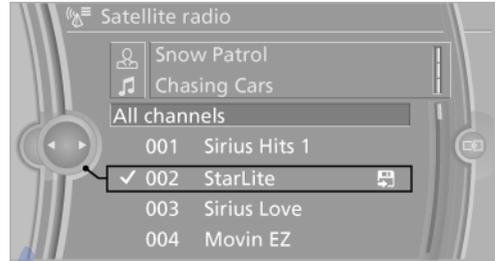 Satellite radio
Snow Patrol
Chasing Cars
All channels
001 Sirius Hits 1
002 StarLite
003 Sirius Love
004 Movin EZ